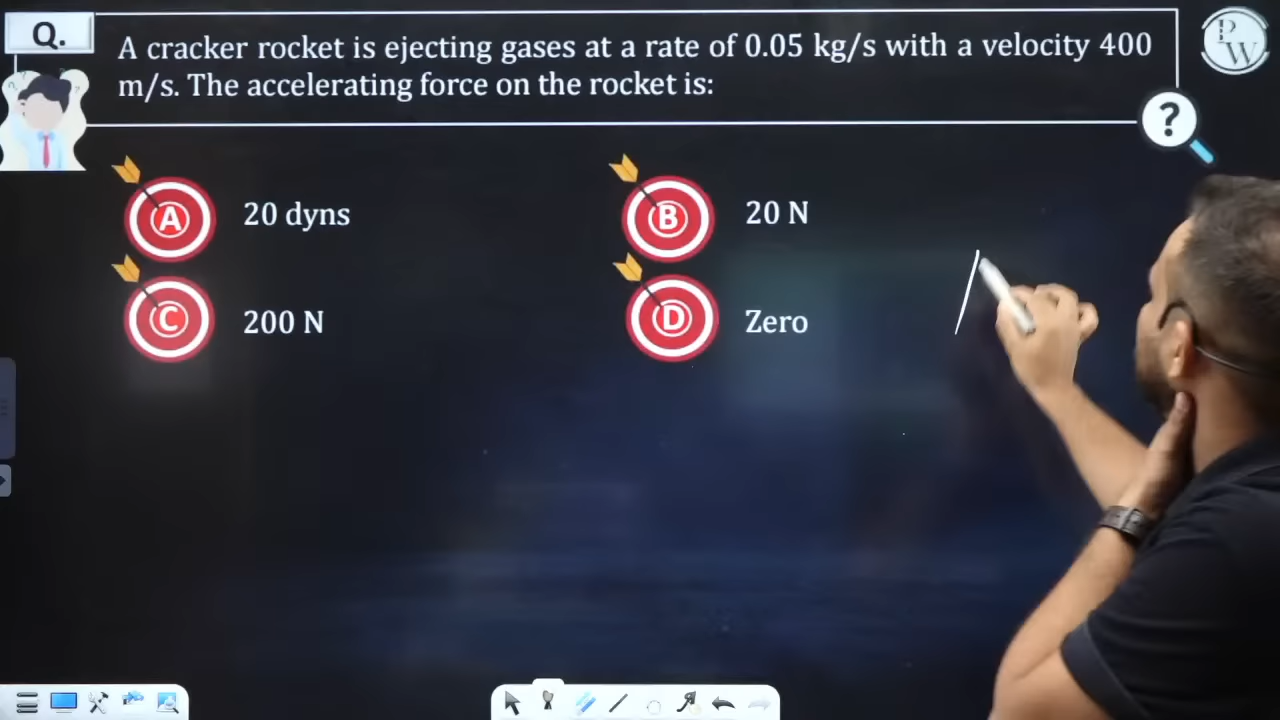 Q.
A cracker rocket is ejecting gases at a rate of 0.05 kg/s with a velocity 400
m/s. The accelerating force on the rocket is:
PW
?
A 20 dyns
B 20 N
C 200 N
D Zero